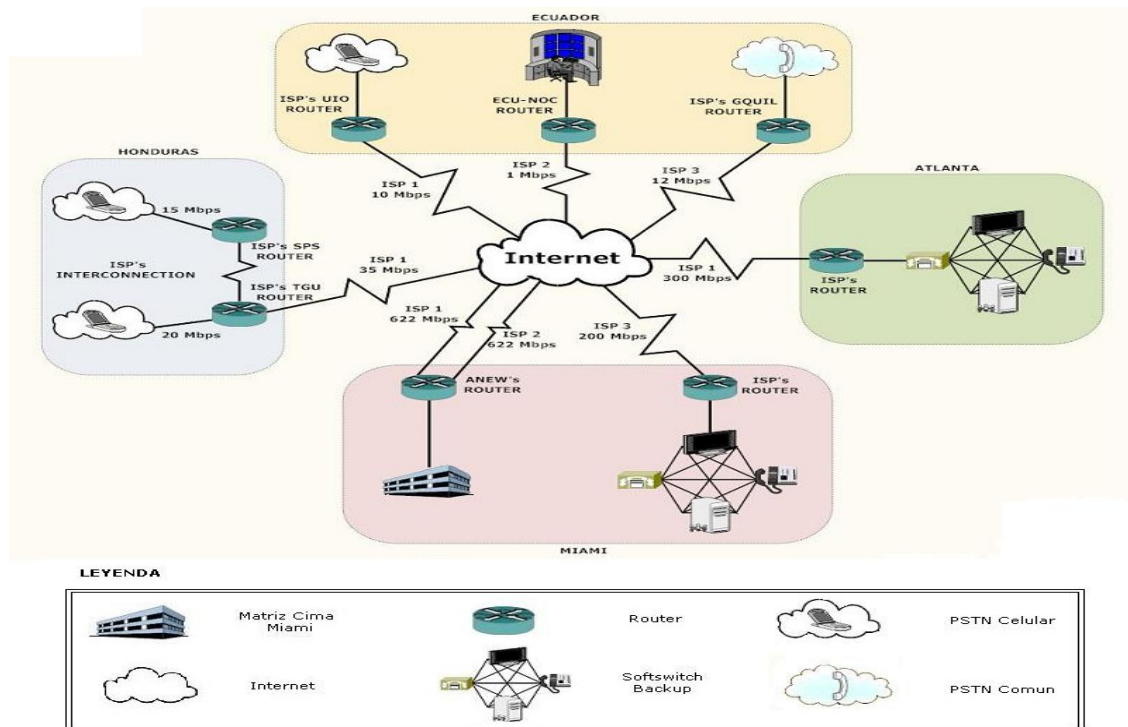 ECUADOR
ISP's UIO
ROUTER
ECU-NOC
ROUTER
ISP's GQUIL
ROUTER
HONDURAS
ISP 1
10 Mbps
ISP 2
1 Mbps
ISP 3
12 Mbps
ATLANTA
15 Mbps
ISP's SPS
ROUTER
ISP's
INTERCONNECTION
ISP's TGU
ROUTER
20 Mbps
ISP 1
35 Mbps
Internet
ISP 1
300 Mbps
ISP's
ROUTER
ISP 1
622 Mbps
ISP 2
622 Mbps
ISP 3
200 Mbps
ANEW's
ROUTER
ISP's
ROUTER
MIAMI
LEYENDA
Matriz Cima
Miami
Router
PSTN Celular
Internet
Softswitch
Backup
PSTN Comun